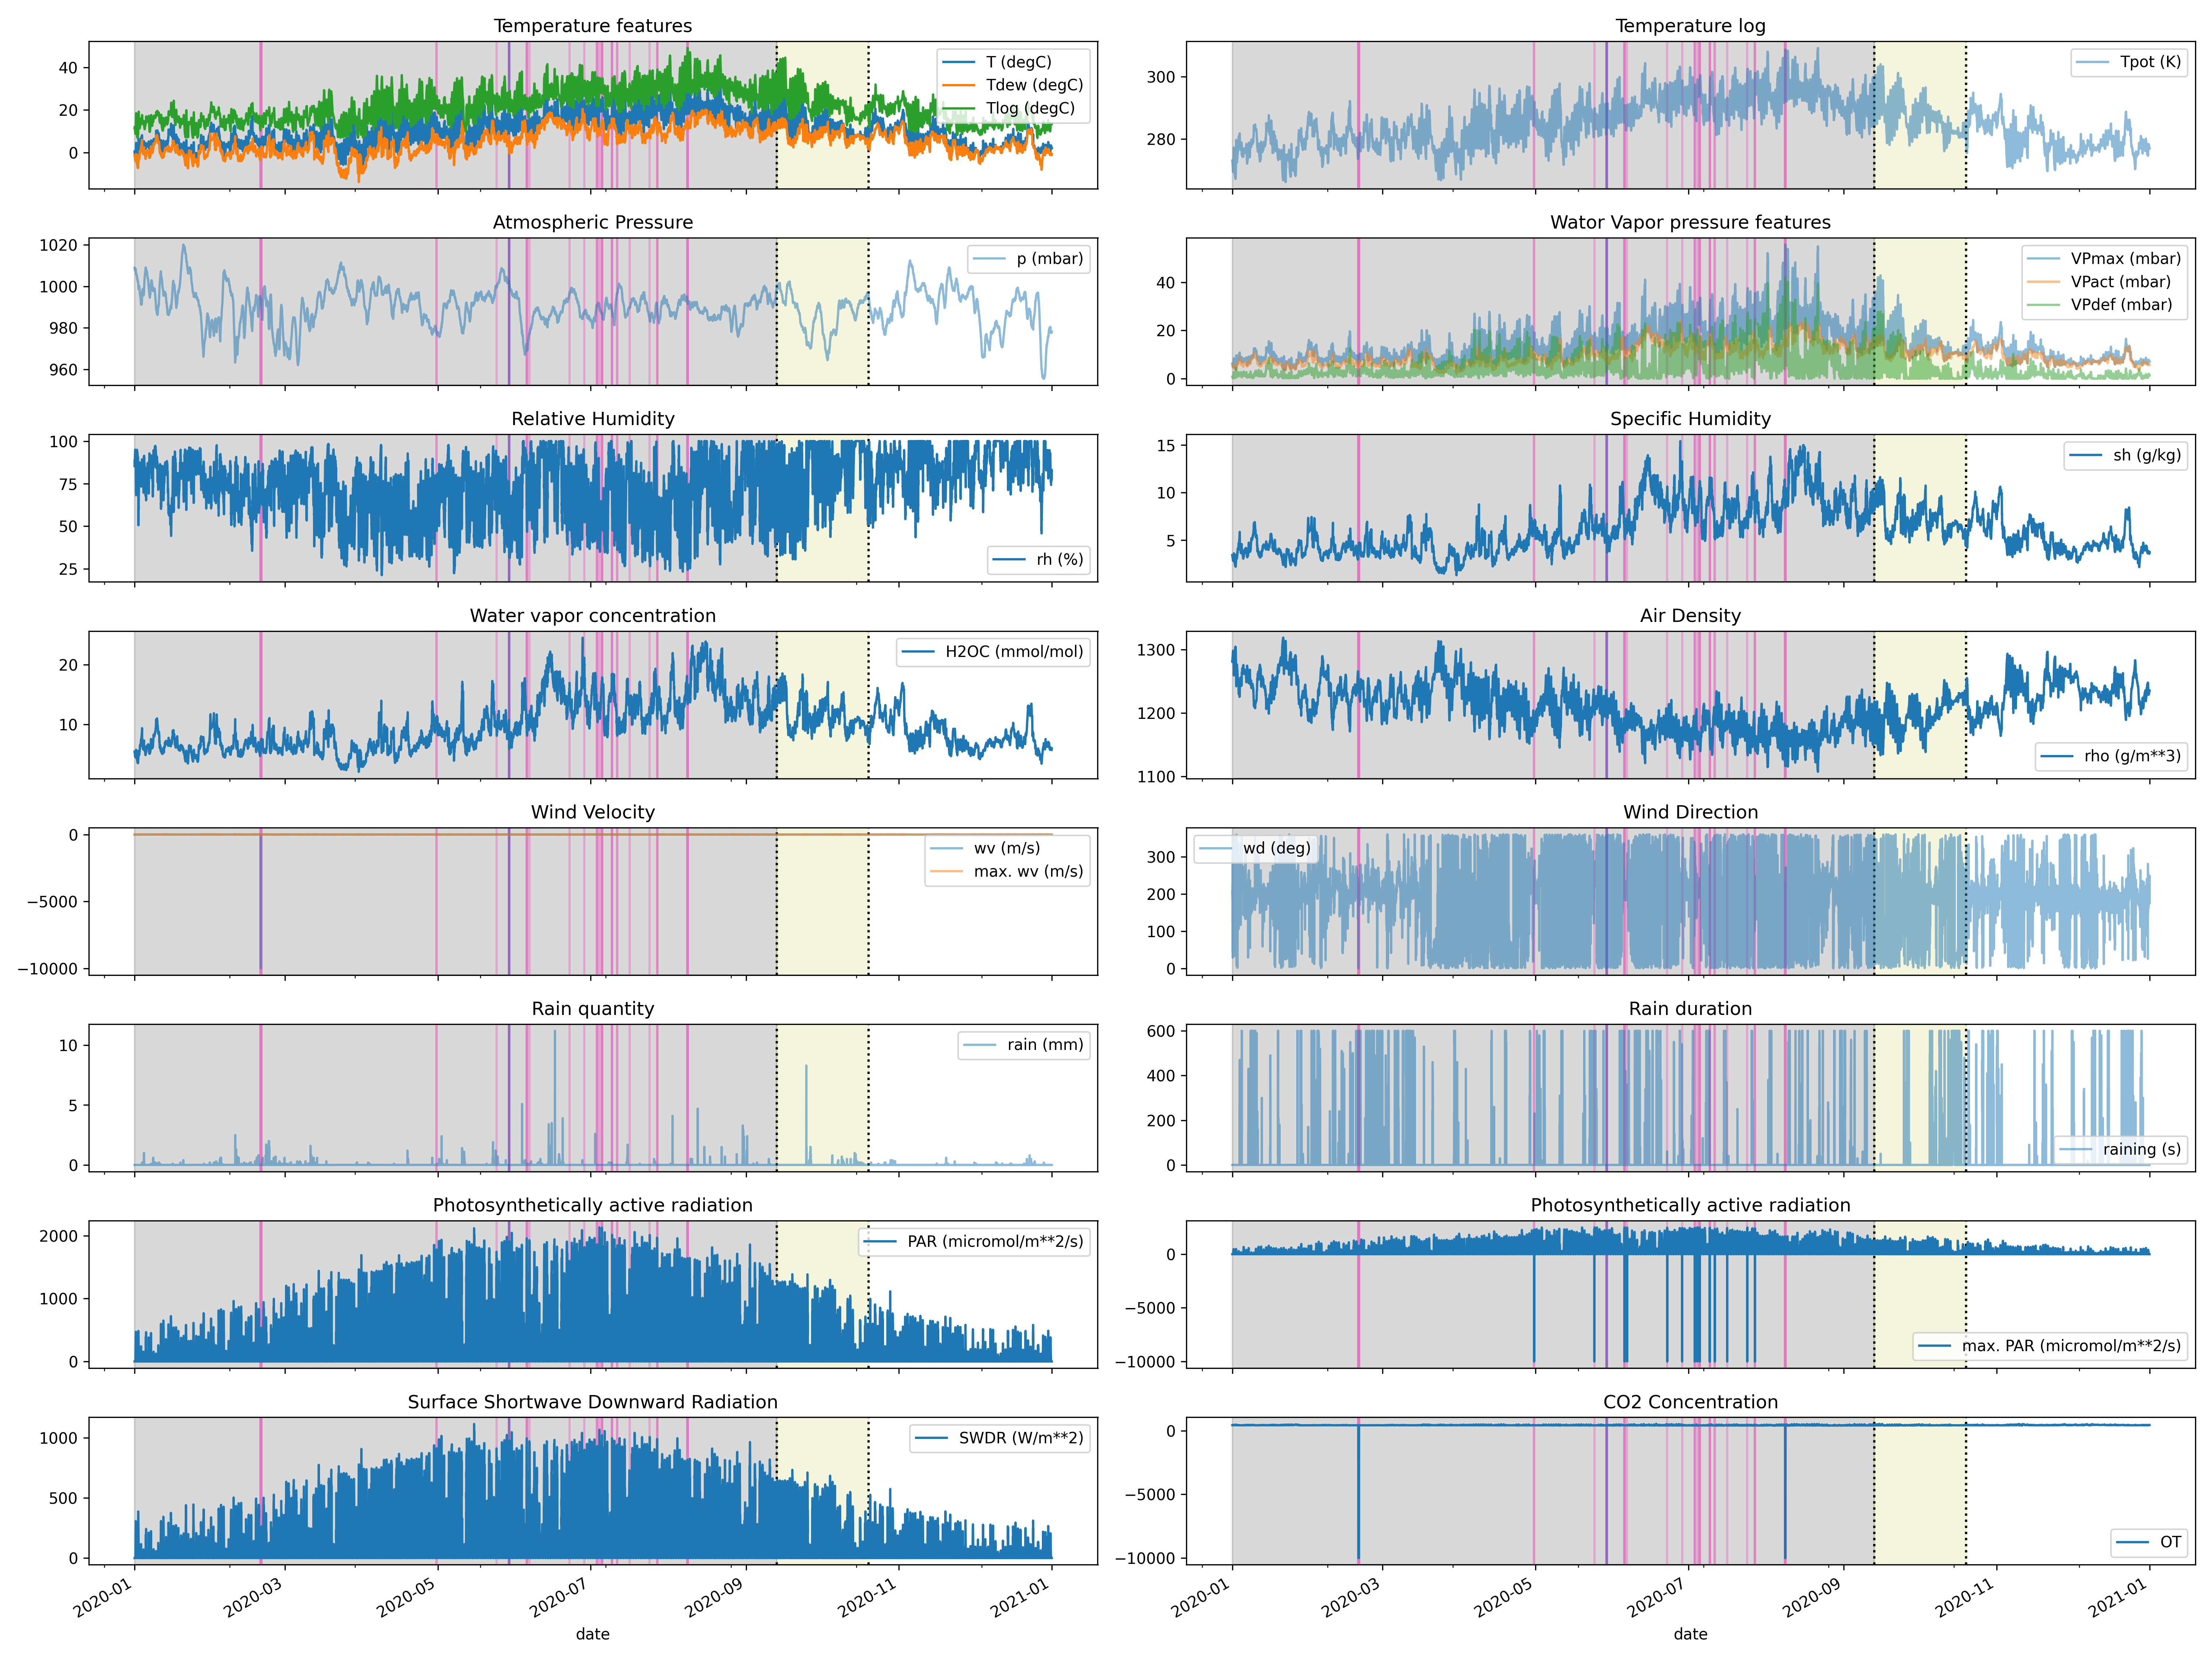 Temperature features
40
20
0
T (degC)
Tdew (degC)
Tlog (degC)
Temperature log
300
280
Tpot (K)
Atmospheric Pressure
1020
1000
980
960
p (mbar)
Wator Vapor pressure features
40
20
0
VPmax (mbar)
VPact (mbar)
VPdef (mbar)
Relative Humidity
100
75
50
25
rh (%)
Specific Humidity
15
10
5
sh (g/kg)
Water vapor concentration
20
10
H2OC (mmol/mol)
Air Density
1300
1200
1100
rho (g/m**3)
Wind Velocity
0
−5000
−10000
wv (m/s)
max. wv (m/s)
Wind Direction
300
200
100
0
wd (deg)
Rain quantity
10
5
0
rain (mm)
Rain duration
600
400
200
0
raining (s)
Photosynthetically active radiation
2000
1000
0
PAR (micromol/m**2/s)
Photosynthetically active radiation
0
−5000
−10000
max. PAR (micromol/m**2/s)
Surface Shortwave Downward Radiation
1000
500
0
SWDR (W/m**2)
2020-01
2020-03
2020-05
2020-07
2020-09
2020-11
2021-01
date
CO2 Concentration
0
−5000
−10000
OT
2020-01
2020-03
2020-05
2020-07
2020-09
2020-11
2021-01
date